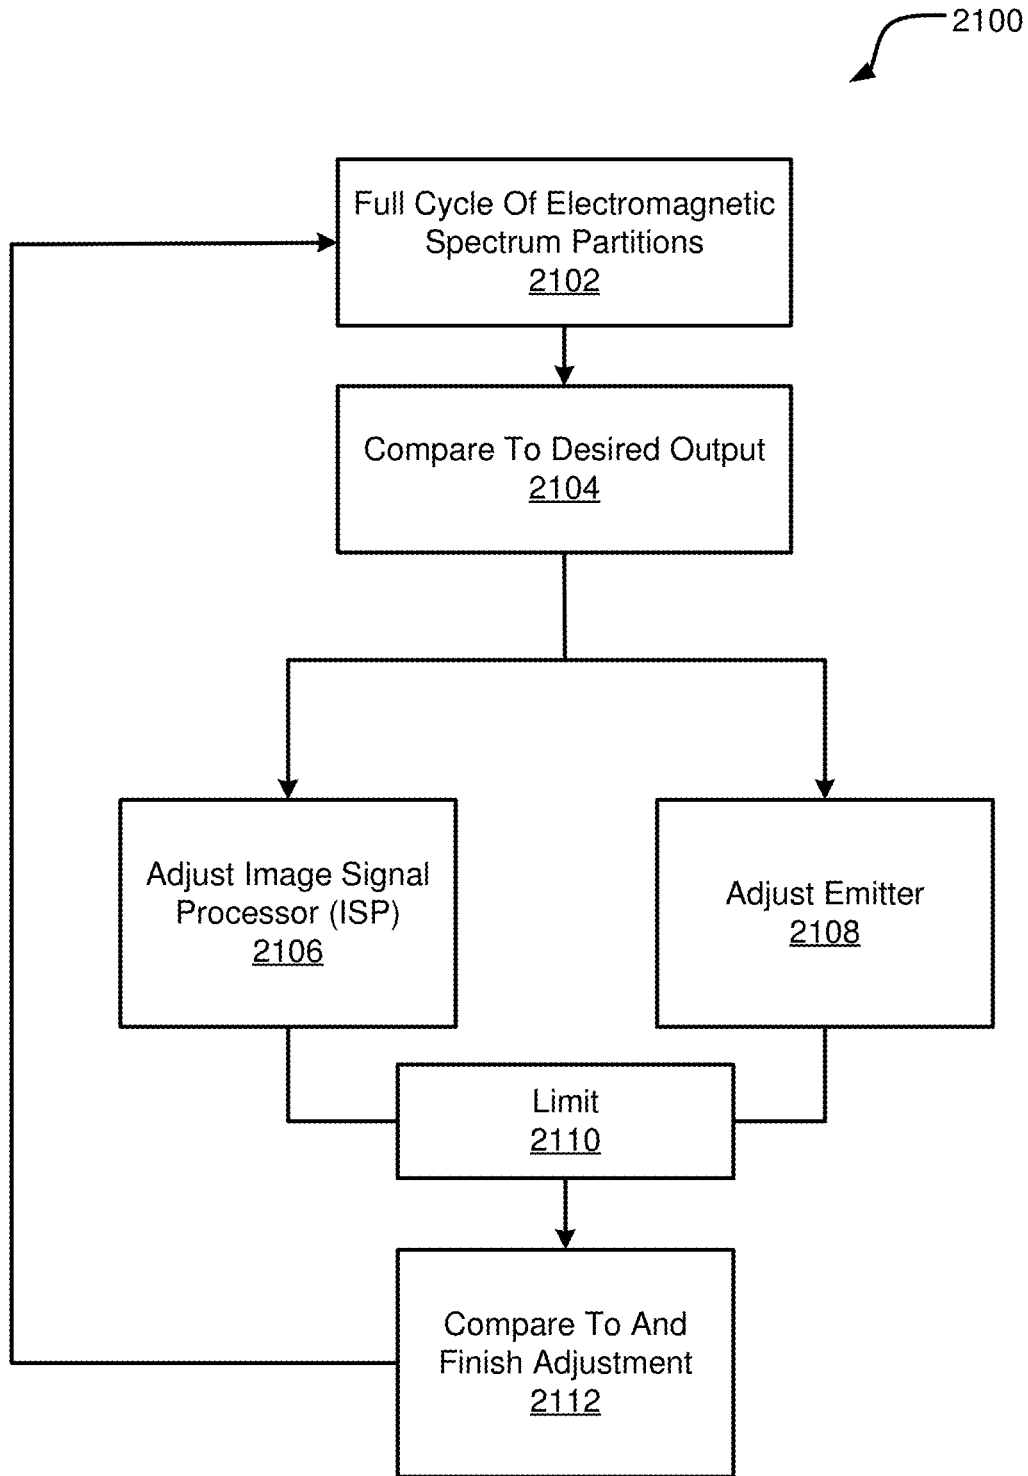 2100
Full Cycle Of Electromagnetic
Spectrum Partitions
2102
Compare To Desired Output
2104
Adjust Image Signal
Processor (ISP)
2106
Adjust Emitter
2108
Limit
2110
Compare To And
Finish Adjustment
2112